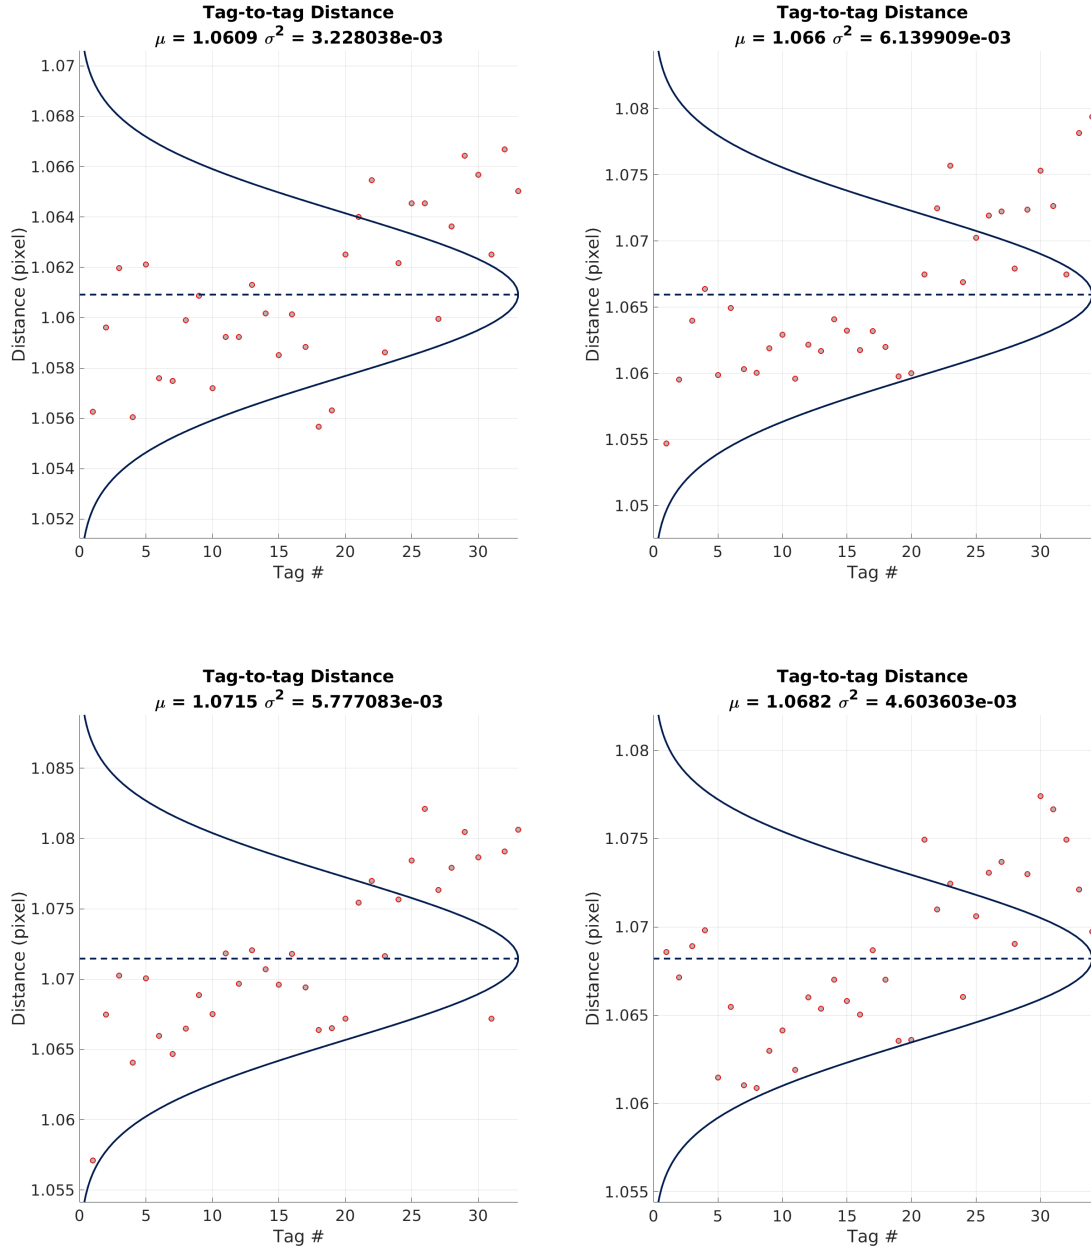 Tag-to-tag Distance
μ = 1.0609 σ² = 3.228038e-03
1.07
1.068
1.066
1.064
1.062
1.06
1.058
1.056
1.054
1.052
Distance (pixel)
0 5 10 15 20 25 30
Tag #
Tag-to-tag Distance
μ = 1.066 σ² = 6.139909e-03
1.08
1.075
1.07
1.065
1.06
1.055
1.05
Distance (pixel)
0 5 10 15 20 25 30
Tag #
Tag-to-tag Distance
μ = 1.0715 σ² = 5.777083e-03
1.085
1.08
1.075
1.07
1.065
1.06
1.055
Distance (pixel)
0 5 10 15 20 25 30
Tag #
Tag-to-tag Distance
μ = 1.0682 σ² = 4.603603e-03
1.08
1.075
1.07
1.065
1.06
1.055
Distance (pixel)
0 5 10 15 20 25 30
Tag #